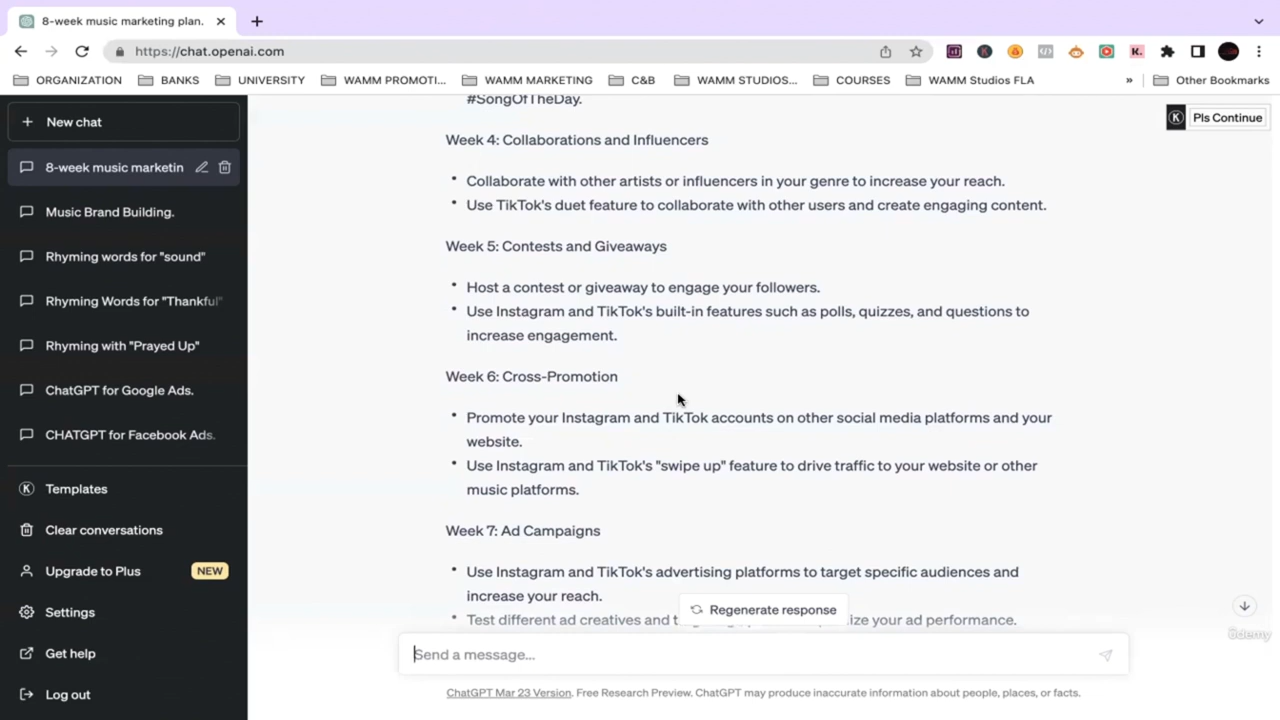 8-week music marketing plan.
https://chat.openai.com
ORGANIZATION
BANKS
UNIVERSITY
WAMM PROMOTI...
WAMM MARKETING
C&B
WAMM STUDIOS...
COURSES
WAMM Studios FLA
»
Other Bookmarks
New chat
8-week music marketin
Music Brand Building.
Rhyming words for "sound"
Rhyming Words for "Thankful"
Rhyming with "Prayed Up"
ChatGPT for Google Ads.
CHATGPT for Facebook Ads.
Templates
Clear conversations
Upgrade to Plus NEW
Settings
Get help
Log out
#SongOfTheDay.
Pls Continue
Week 4: Collaborations and Influencers
• Collaborate with other artists or influencers in your genre to increase your reach.
• Use TikTok's duet feature to collaborate with other users and create engaging content.
Week 5: Contests and Giveaways
• Host a contest or giveaway to engage your followers.
• Use Instagram and TikTok's built-in features such as polls, quizzes, and questions to
increase engagement.
Week 6: Cross-Promotion
• Promote your Instagram and TikTok accounts on other social media platforms and your
website.
• Use Instagram and TikTok's "swipe up" feature to drive traffic to your website or other
music platforms.
Week 7: Ad Campaigns
• Use Instagram and TikTok's advertising platforms to target specific audiences and
increase your reach.
• Test different ad creatives and your ad performance.
Regenerate response
Send a message...
ChatGPT Mar 23 Version. Free Research Preview. ChatGPT may produce inaccurate information about people, places, or facts.
ûdemy